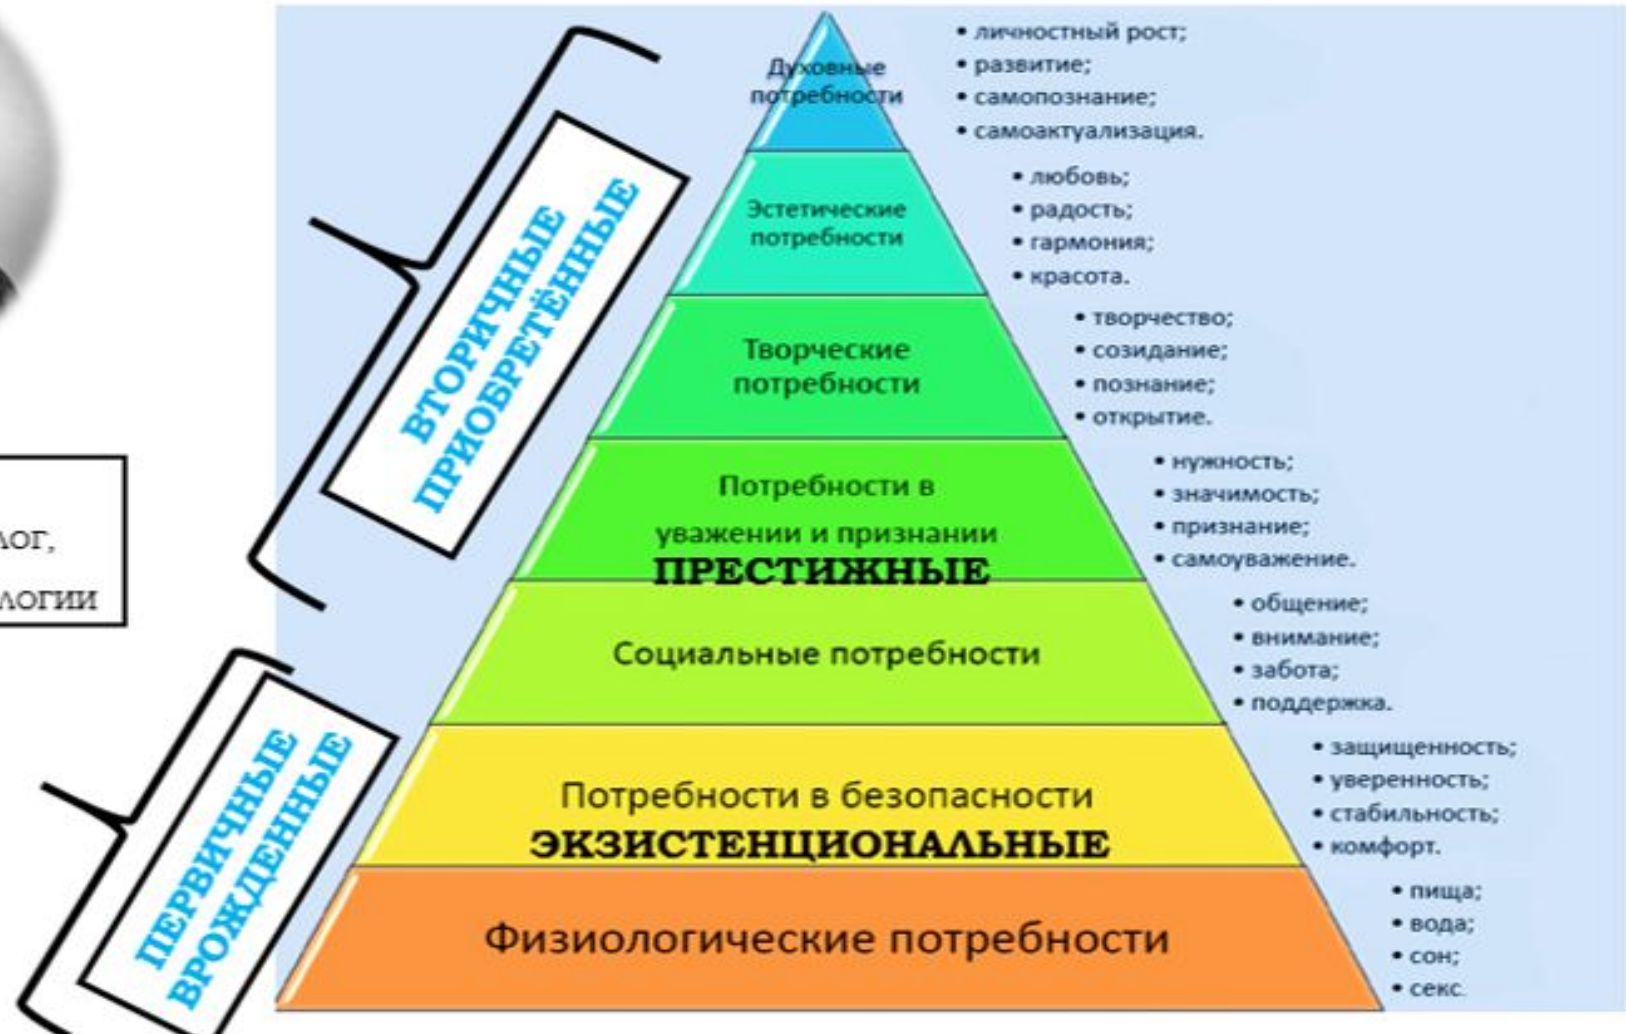 Духовные
потребности
• личностный рост;
• развитие;
• самопознание;
• самоактуализация.
Эстетические
потребности
• любовь;
• радость;
• гармония;
• красота.
Творческие
потребности
• творчество;
• созидание;
• познание;
• открытие.
Потребности в
уважении и признании
ПРЕСТИЖНЫЕ
• нужность;
• значимость;
• признание;
• самоуважение.
Социальные потребности
• общение;
• внимание;
• забота;
• поддержка.
Потребности в безопасности
ЭКЗИСТЕНЦИОНАЛЬНЫЕ
• защищенность;
• уверенность;
• стабильность;
• комфорт.
Физиологические потребности
• пища;
• вода;
• сон;
• секс.
ВТОРИЧНЫЕ
ПРИОБРЕТЁННЫЕ
ПЕРВИЧНЫЕ
ВРОЖДЕННЫЕ
лог,
логии